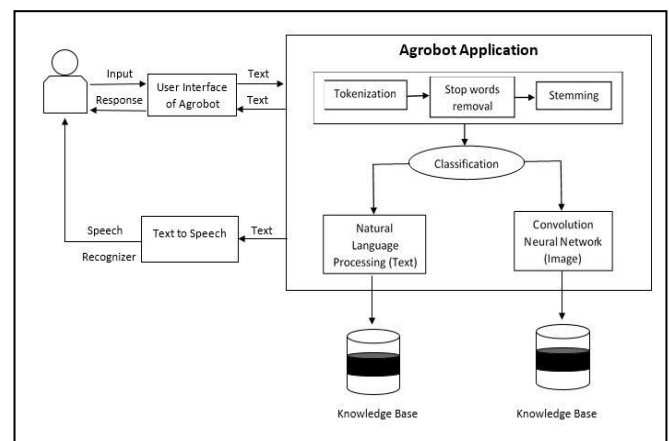 Agrobot Application
Input
Text
User Interface
of Agrobot
Response
Text
Tokenization
Stop words
removal
Stemming
Classification
Speech
Recognizer
Text to Speech
Text
Natural
Language
Processing (Text)
Convolution
Neural Network
(Image)
Knowledge Base
Knowledge Base